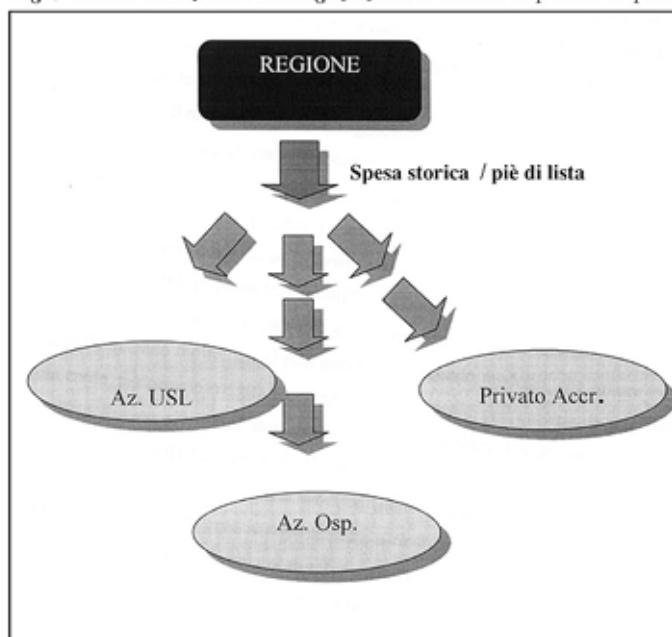 REGIONE
Spesa storica / piè di lista
Az. USL
Privato Accr.
Az. Osp.